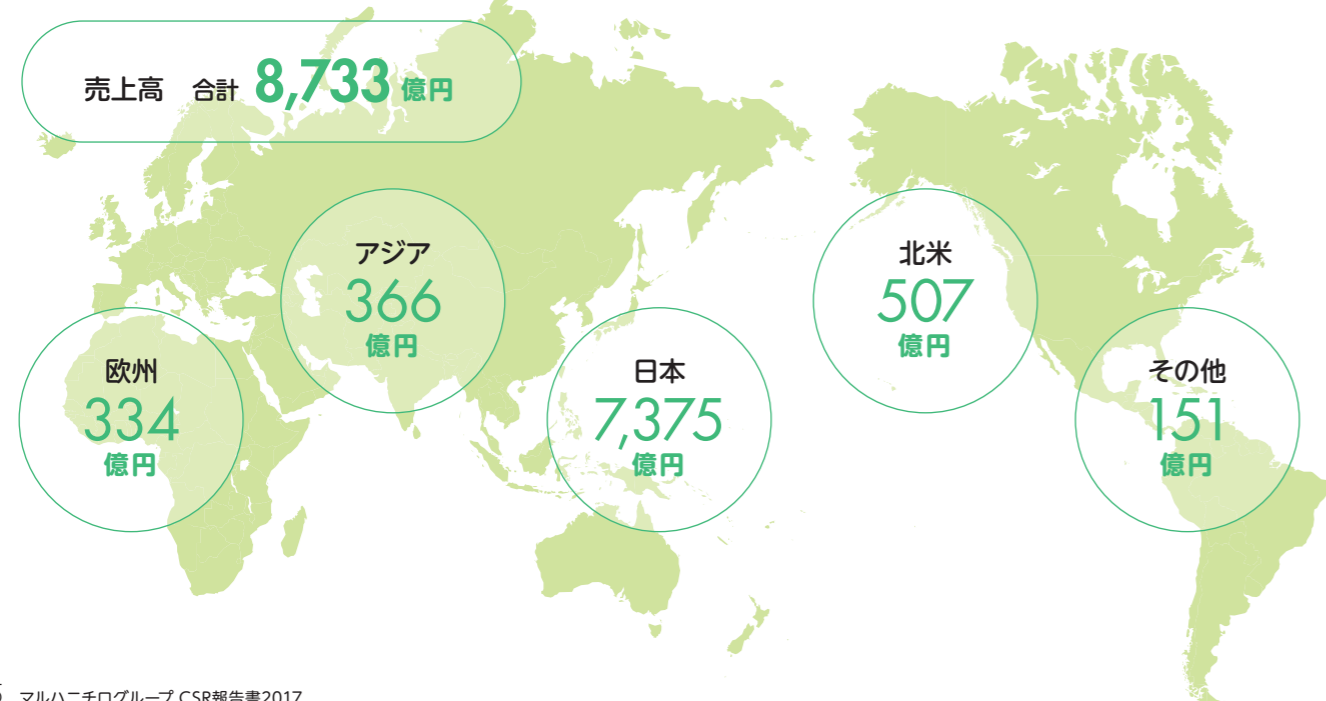 売上高 合計 8,733 億円
アジア
366
億円
北米
507
億円
欧州
334
億円
日本
7,375
億円
その他
151
億円
マルハニチログループ CSR報告書2017